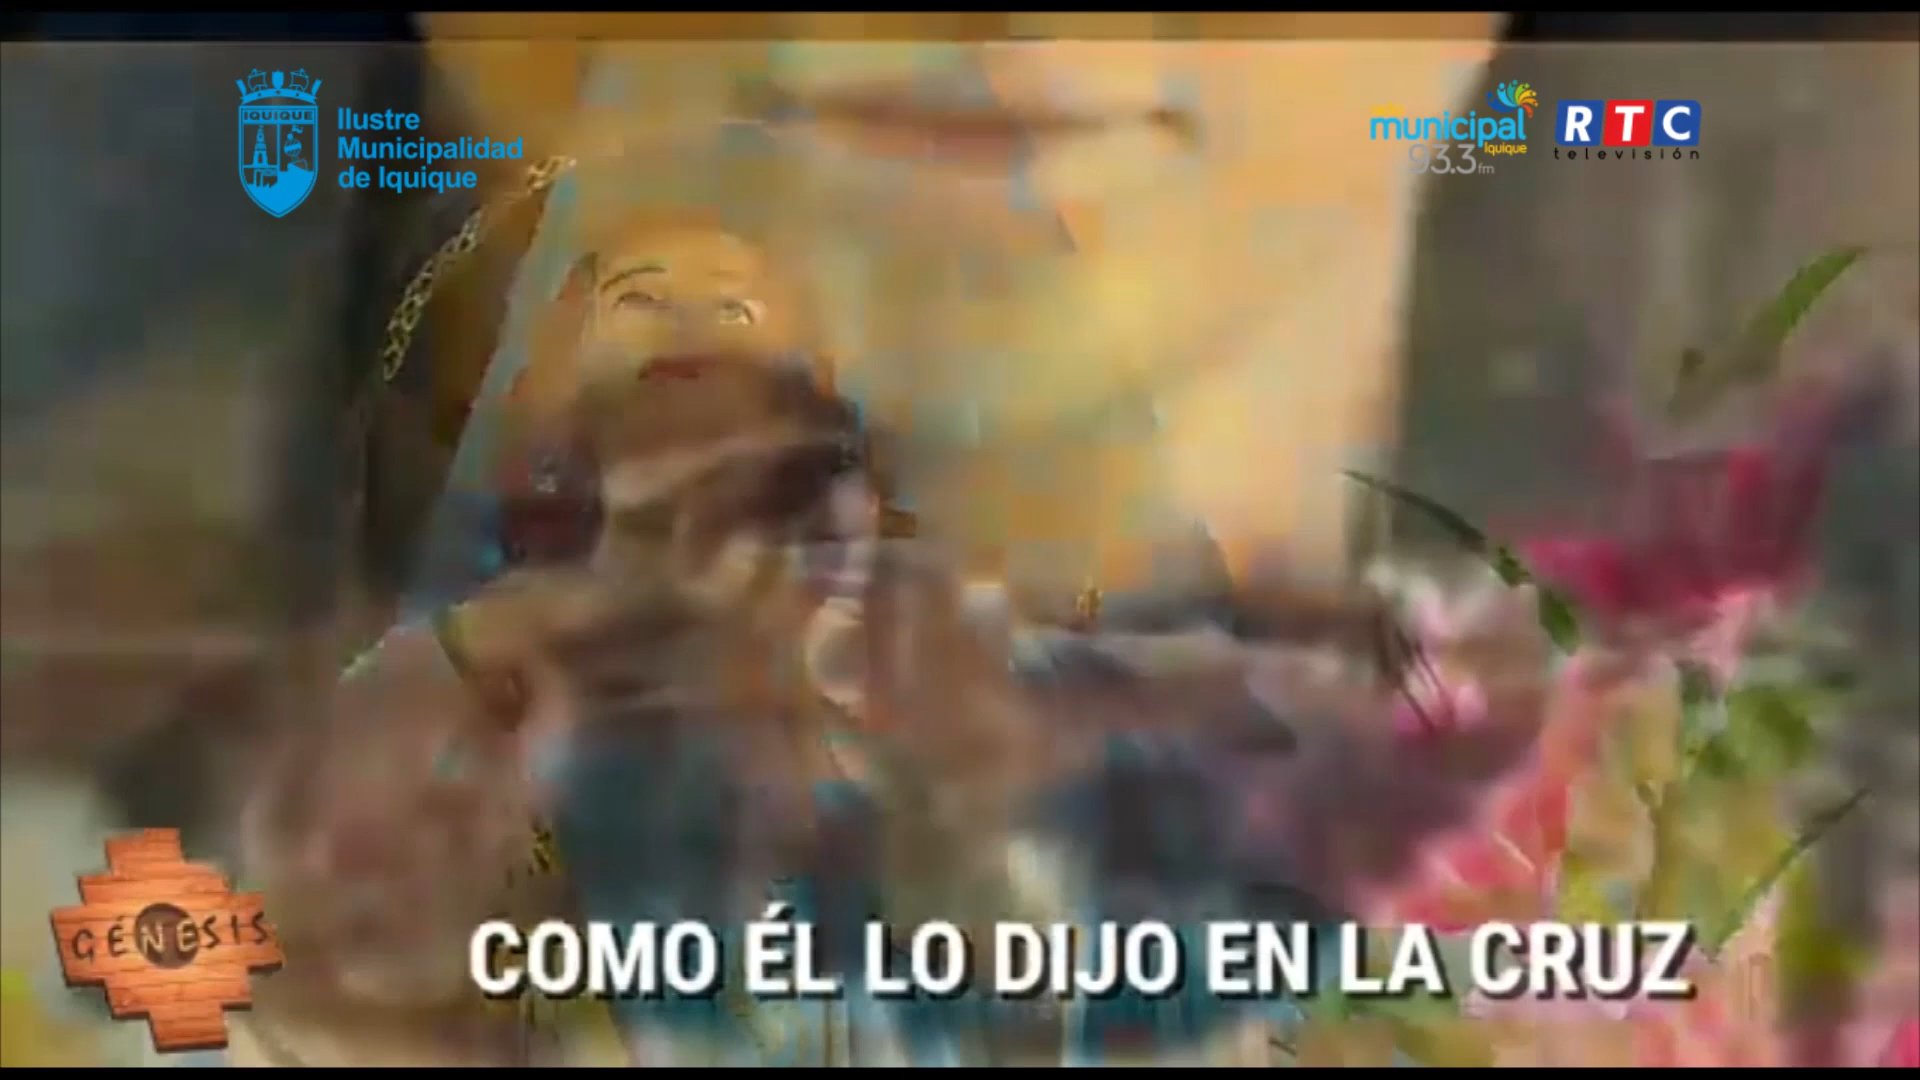 IQUIQUE
Ilustre
Municipalidad
de Iquique
municipal
Iquique
93.3 fm
RTC
televisión
GÉNESIS
COMO ÉL LO DIJO EN LA CRUZ